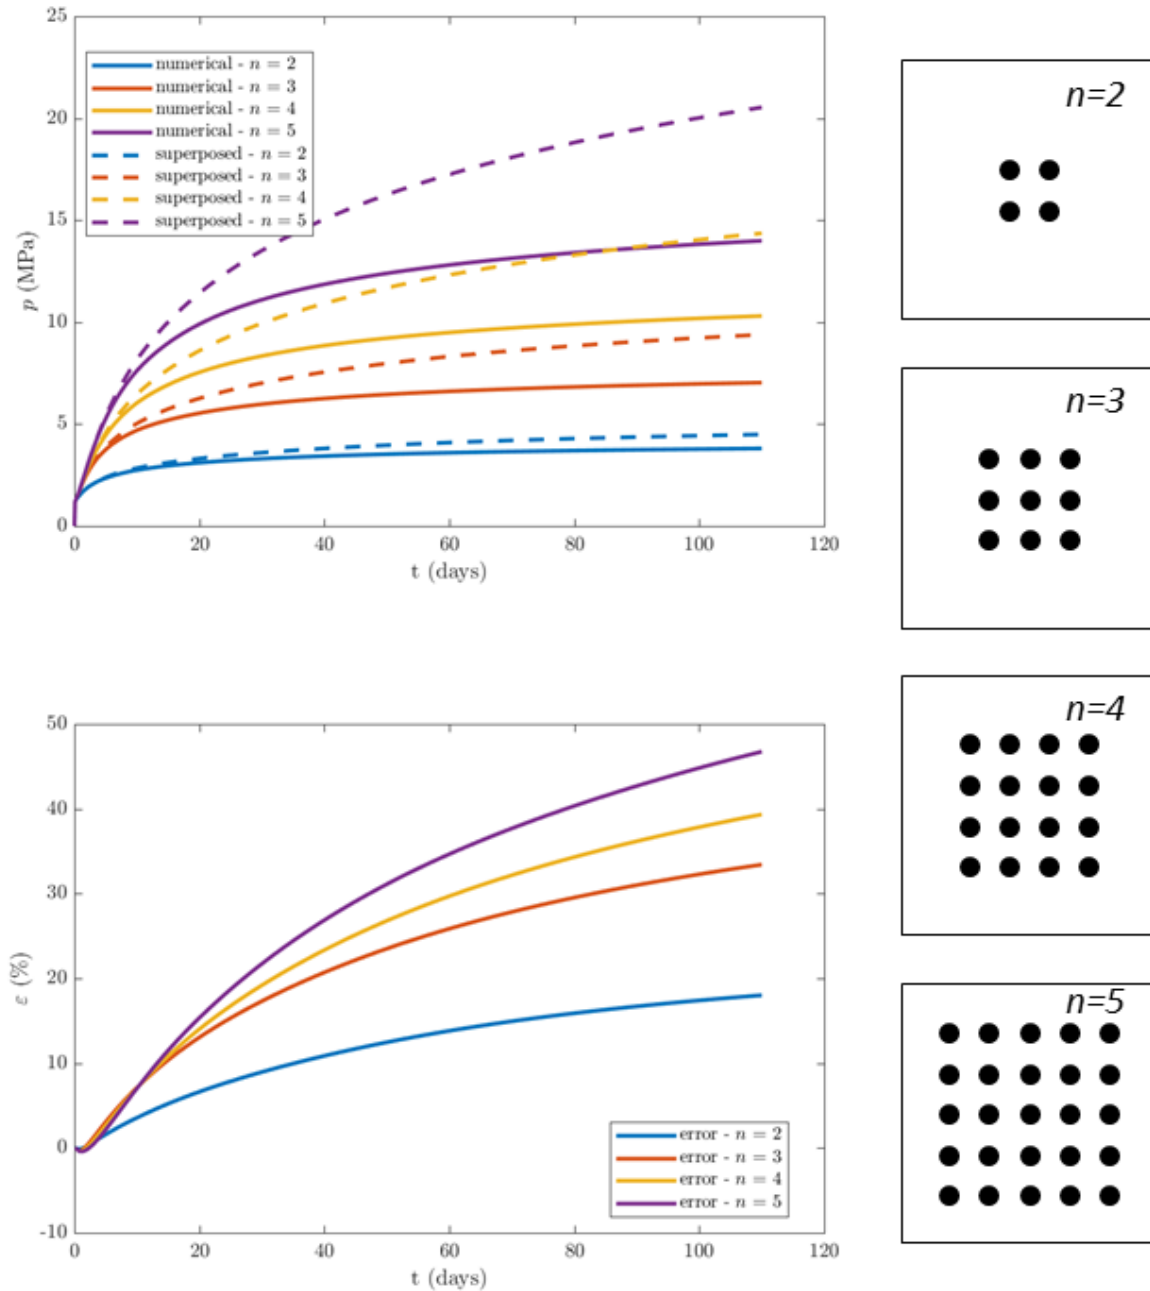 25
20
15
10
5
0
p (MPa)
numerical - n = 2
numerical - n = 3
numerical - n = 4
numerical - n = 5
superposed - n = 2
superposed - n = 3
superposed - n = 4
superposed - n = 5
0 20 40 60 80 100 120
t (days)
n=2
n=3
50
40
30
20
10
0
-10
ε (%)
error - n = 2
error - n = 3
error - n = 4
error - n = 5
0 20 40 60 80 100 120
t (days)
n=4
n=5